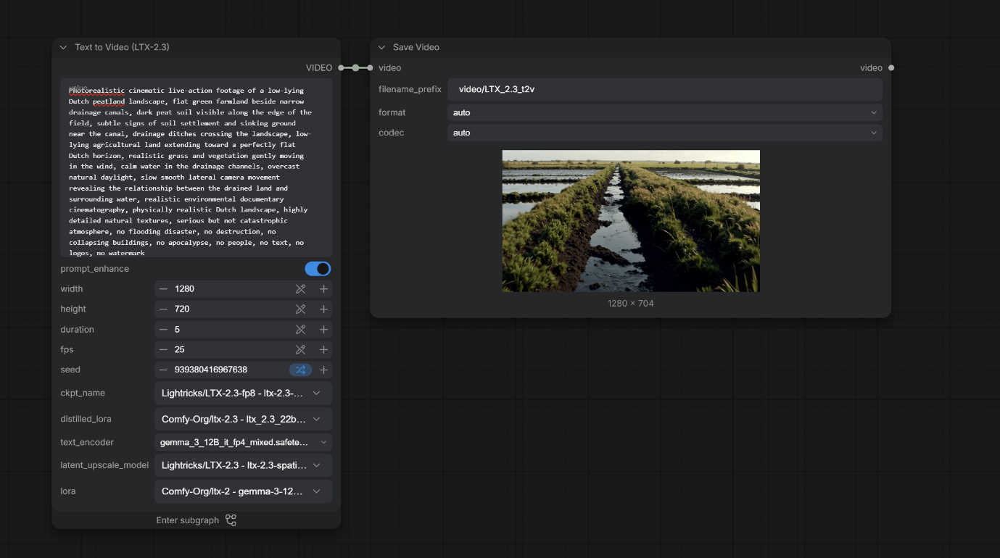 Text to Video (LTX-2.3)
VIDEO
value
Photorealistic cinematic live-action footage of a low-lying
Dutch peatland landscape, flat green farmland beside narrow
drainage canals, dark peat soil visible along the edge of the
field, subtle signs of soil settlement and sinking ground
near the canal, drainage ditches crossing the landscape, low-
lying agricultural land extending toward a perfectly flat
Dutch horizon, realistic grass and vegetation gently moving
in the wind, calm water in the drainage channels, overcast
natural daylight, slow smooth lateral camera movement
revealing the relationship between the drained land and
surrounding water, realistic environmental documentary
cinematography, physically realistic Dutch landscape, highly
detailed natural textures, serious but not catastrophic
atmosphere, no flooding disaster, no destruction, no
collapsing buildings, no apocalypse, no people, no text, no
logos, no watermark
prompt_enhance
width 1280
height 720
duration 5
fps 25
seed 939380416967638
ckpt_name Lightricks/LTX-2.3-fp8 - ltx-2.3-...
distilled_lora Comfy-Org/ltx-2.3 - ltx_2.3_22b...
text_encoder gemma_3_12B_it_fp4_mixed.safete...
latent_upscale_model Lightricks/LTX-2.3 - ltx-2.3-spati...
lora Comfy-Org/ltx-2 - gemma-3-12...
Enter subgraph
Save Video
video video
filename_prefix video/LTX_2.3_t2v
format auto
codec auto
1280 × 704